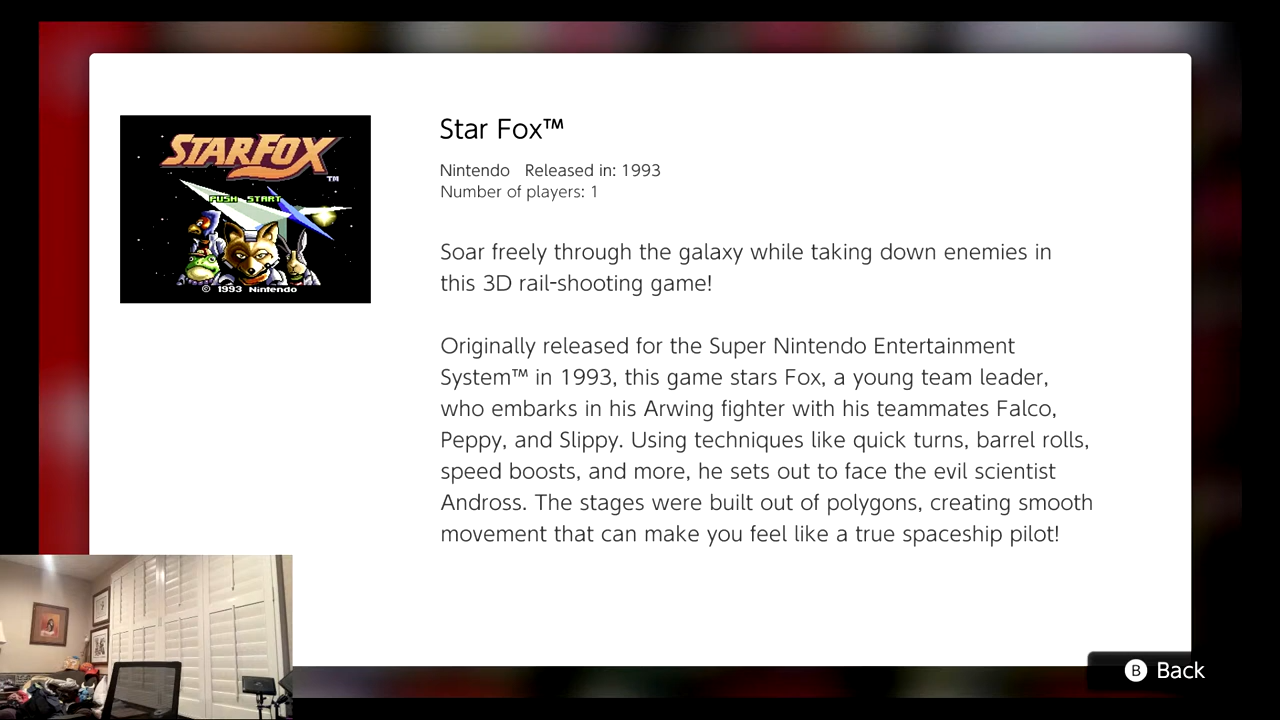 STARFOX
TM
PUSH START
© 1993 Nintendo
Star Fox™
Nintendo Released in: 1993
Number of players: 1
Soar freely through the galaxy while taking down enemies in
this 3D rail-shooting game!
Originally released for the Super Nintendo Entertainment
System™ in 1993, this game stars Fox, a young team leader,
who embarks in his Arwing fighter with his teammates Falco,
Peppy, and Slippy. Using techniques like quick turns, barrel rolls,
speed boosts, and more, he sets out to face the evil scientist
Andross. The stages were built out of polygons, creating smooth
movement that can make you feel like a true spaceship pilot!
B Back